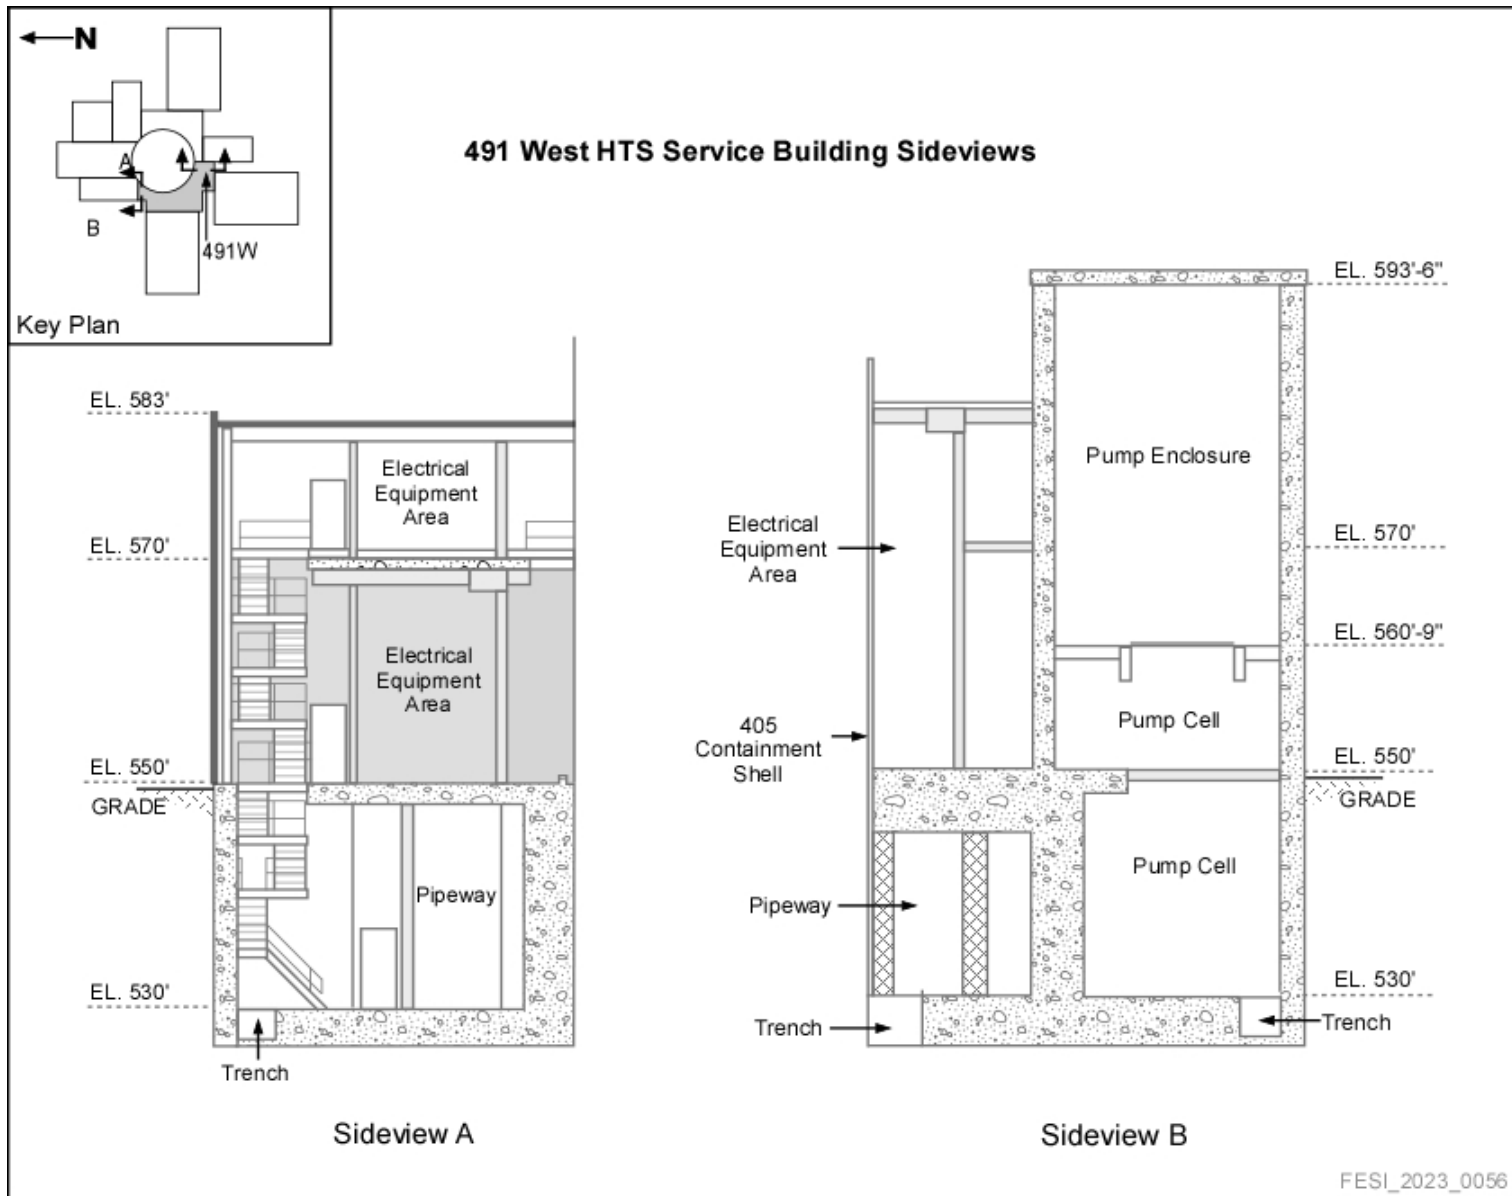 N
A
B
491W
Key Plan
491 West HTS Service Building Sideviews
EL. 583'
Electrical
Equipment
Area
EL. 570'
Electrical
Equipment
Area
EL. 550'
GRADE
Pipeway
EL. 530'
Trench
Sideview A
EL. 593'-6"
Pump Enclosure
Electrical
Equipment
Area
EL. 570'
EL. 560'-9"
Pump Cell
405
Containment
Shell
EL. 550'
GRADE
Pump Cell
Pipeway
EL. 530'
Trench
Trench
Sideview B
FESI_2023_0056